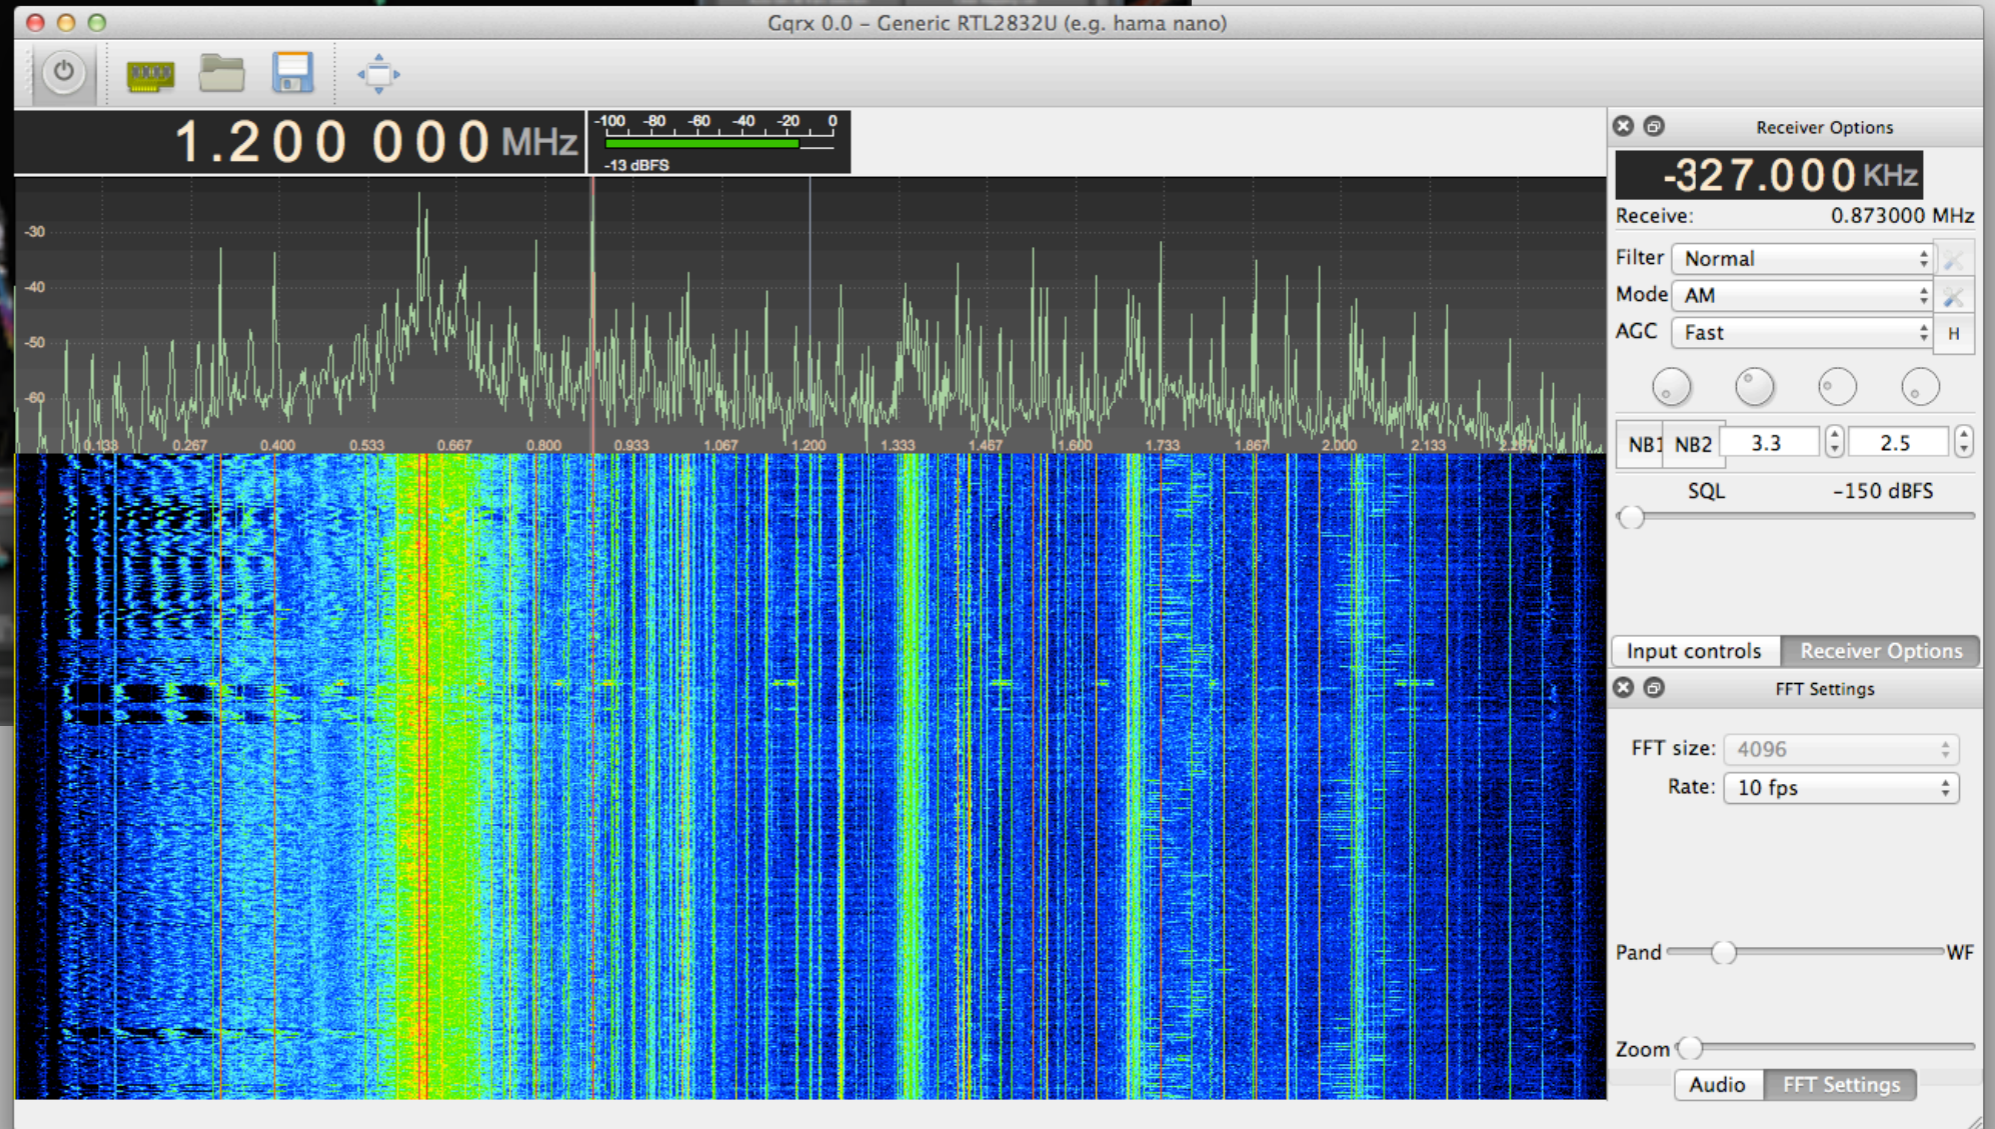 Gqrx 0.0 – Generic RTL2832U (e.g. hama nano)
1.200 000 MHz
-100 -80 -60 -40 -20 0
-13 dBFS
-30
-40
-50
-60
0.133 0.267 0.400 0.533 0.667 0.800 0.933 1.067 1.200 1.333 1.467 1.600 1.733 1.867 2.000 2.133 2.267
Receiver Options
-327.000 KHz
Receive: 0.873000 MHz
Filter Normal
Mode AM
AGC Fast H
NB1 NB2 3.3 2.5
SQL -150 dBFS
Input controls Receiver Options
FFT Settings
FFT size: 4096
Rate: 10 fps
Pand WF
Zoom
Audio FFT Settings